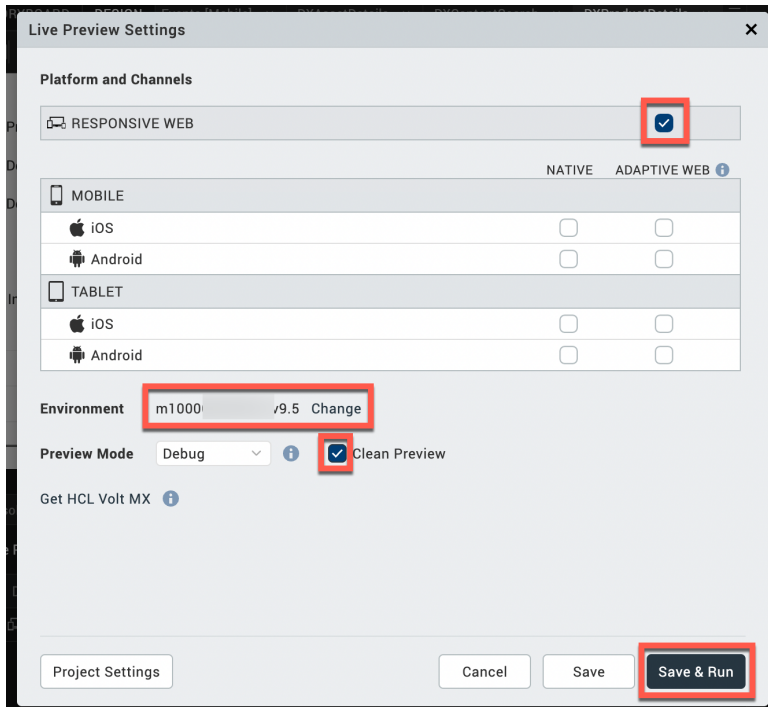 Live Preview Settings
Platform and Channels
RESPONSIVE WEB
NATIVE ADAPTIVE WEB
MOBILE
iOS
Android
TABLET
iOS
Android
Environment m1000 v9.5 Change
Preview Mode Debug Clean Preview
Get HCL Volt MX
Project Settings Cancel Save Save & Run